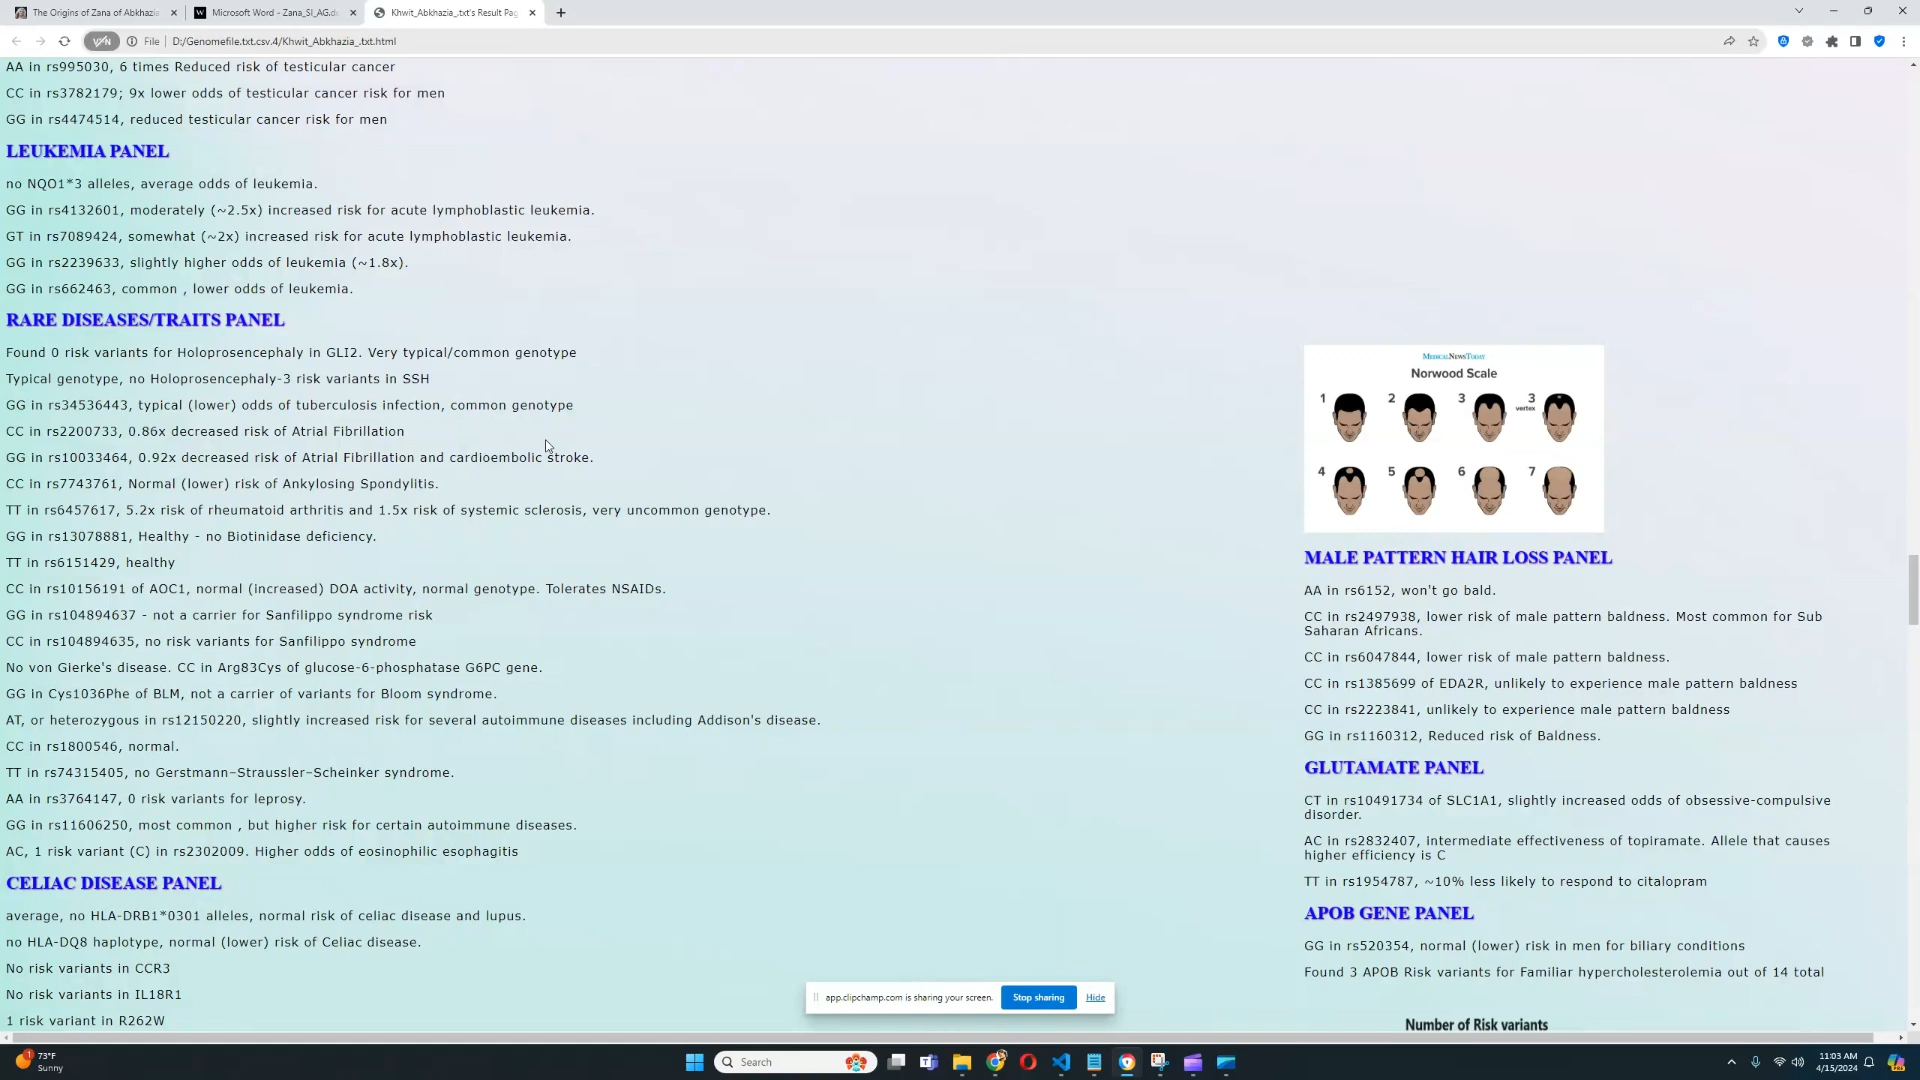 The Origins of Zana of Abkhazia
Microsoft Word - Zana_SI_AG.d
Khwit_Abkhazia_.txt's Result Pag
VPN
File
D:/Genomefile.txt.csv.4/Khwit_Abkhazia_.txt.html
AA in rs995030, 6 times Reduced risk of testicular cancer
CC in rs3782179; 9x lower odds of testicular cancer risk for men
GG in rs4474514, reduced testicular cancer risk for men
LEUKEMIA PANEL
no NQO1*3 alleles, average odds of leukemia.
GG in rs4132601, moderately (~2.5x) increased risk for acute lymphoblastic leukemia.
GT in rs7089424, somewhat (~2x) increased risk for acute lymphoblastic leukemia.
GG in rs2239633, slightly higher odds of leukemia (~1.8x).
GG in rs662463, common , lower odds of leukemia.
RARE DISEASES/TRAITS PANEL
Found 0 risk variants for Holoprosencephaly in GLI2. Very typical/common genotype
Typical genotype, no Holoprosencephaly-3 risk variants in SSH
GG in rs34536443, typical (lower) odds of tuberculosis infection, common genotype
CC in rs2200733, 0.86x decreased risk of Atrial Fibrillation
GG in rs10033464, 0.92x decreased risk of Atrial Fibrillation and cardioembolic stroke.
CC in rs7743761, Normal (lower) risk of Ankylosing Spondylitis.
TT in rs6457617, 5.2x risk of rheumatoid arthritis and 1.5x risk of systemic sclerosis, very uncommon genotype.
GG in rs13078881, Healthy - no Biotinidase deficiency.
TT in rs6151429, healthy
CC in rs10156191 of AOC1, normal (increased) DOA activity, normal genotype. Tolerates NSAIDs.
GG in rs104894637 - not a carrier for Sanfilippo syndrome risk
CC in rs104894635, no risk variants for Sanfilippo syndrome
No von Gierke's disease. CC in Arg83Cys of glucose-6-phosphatase G6PC gene.
GG in Cys1036Phe of BLM, not a carrier of variants for Bloom syndrome.
AT, or heterozygous in rs12150220, slightly increased risk for several autoimmune diseases including Addison's disease.
CC in rs1800546, normal.
TT in rs74315405, no Gerstmann–Straussler–Scheinker syndrome.
AA in rs3764147, 0 risk variants for leprosy.
GG in rs11606250, most common , but higher risk for certain autoimmune diseases.
AC, 1 risk variant (C) in rs2302009. Higher odds of eosinophilic esophagitis
CELIAC DISEASE PANEL
average, no HLA-DRB1*0301 alleles, normal risk of celiac disease and lupus.
no HLA-DQ8 haplotype, normal (lower) risk of Celiac disease.
No risk variants in CCR3
No risk variants in IL18R1
1 risk variant in R262W
MEDICALNEWSTODAY
Norwood Scale
1 2 3 3
vertex
4 5 6 7
MALE PATTERN HAIR LOSS PANEL
AA in rs6152, won't go bald.
CC in rs2497938, lower risk of male pattern baldness. Most common for Sub
Saharan Africans.
CC in rs6047844, lower risk of male pattern baldness.
CC in rs1385699 of EDA2R, unlikely to experience male pattern baldness
CC in rs2223841, unlikely to experience male pattern baldness
GG in rs1160312, Reduced risk of Baldness.
GLUTAMATE PANEL
CT in rs10491734 of SLC1A1, slightly increased odds of obsessive-compulsive
disorder.
AC in rs2832407, intermediate effectiveness of topiramate. Allele that causes
higher efficiency is C
TT in rs1954787, ~10% less likely to respond to citalopram
APOB GENE PANEL
GG in rs520354, normal (lower) risk in men for biliary conditions
Found 3 APOB Risk variants for Familiar hypercholesterolemia out of 14 total
Number of Risk variants
app.clipchamp.com is sharing your screen.
Stop sharing
Hide
1
73°F
Sunny
Search
11:03 AM
4/15/2024